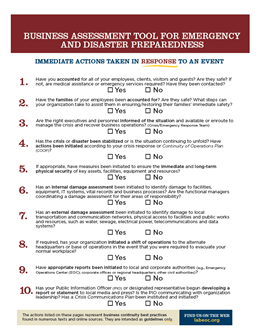 BUSINESS ASSESSMENT TOOL FOR EMERGENCY
AND DISASTER PREPAREDNESS
IMMEDIATE ACTIONS TAKEN IN RESPONSE TO AN EVENT
1. Have you accounted for all of your employees, clients, visitors and guests? Are they safe? If
not, are medical assistance or emergency services required? Have they been contacted?
Yes No
2. Have the families of your employees been accounted for? Are they safe? What steps can
your organization take to assist them in ensuring/restoring their families' immediate safety?
Yes No
3. Are the right executives and personnel informed of the situation and available or enroute to
manage the crisis and recover business operations? (Crisis/Emergency Response Team)
Yes No
4. Has the crisis or disaster been stabilized or is the situation continuing to unfold? Have
actions been initiated according to your crisis response or Continuity of Operations Plan
(COOP)?
Yes No
5. If appropriate, have measures been initiated to ensure the immediate and long-term
physical security of key assets, facilities, equipment and resources?
Yes No
6. Has an internal damage assessment been initiated to identify damage to facilities,
equipment, IT systems, vital records and business processes? Are the functional managers
coordinating a damage assessment for their areas of responsibility?
Yes No
7. Has an external damage assessment been initiated to identify damage to local
transportation and communication networks, physical access to facilities and public works
and resources, such as water, sewage, electrical power, telecommunications, data and
systems?
Yes No
8. If required, has your organization initiated a shift of operations to the alternate
headquarters or base of operations in the event that you were required to evacuate your
normal workplace?
Yes No
9. Have appropriate reports been initiated to local and corporate authorities (e.g., Emergency
Operations Center (EOC), corporate offices or regional headquarters, other civil authorities)?
Yes No
10. Has your Public Information Officer (PIO) or designated representative begun developing a
report or statement to local media and press? Is the PIO communicating with organization
leadership? Has a Crisis Communications Plan been instituted and initiated?
Yes No
The actions listed on these pages represent business continuity best practices
found in numerous texts and online sources. They are intended as guidelines only.
FIND US ON THE WEB
labeoc.org